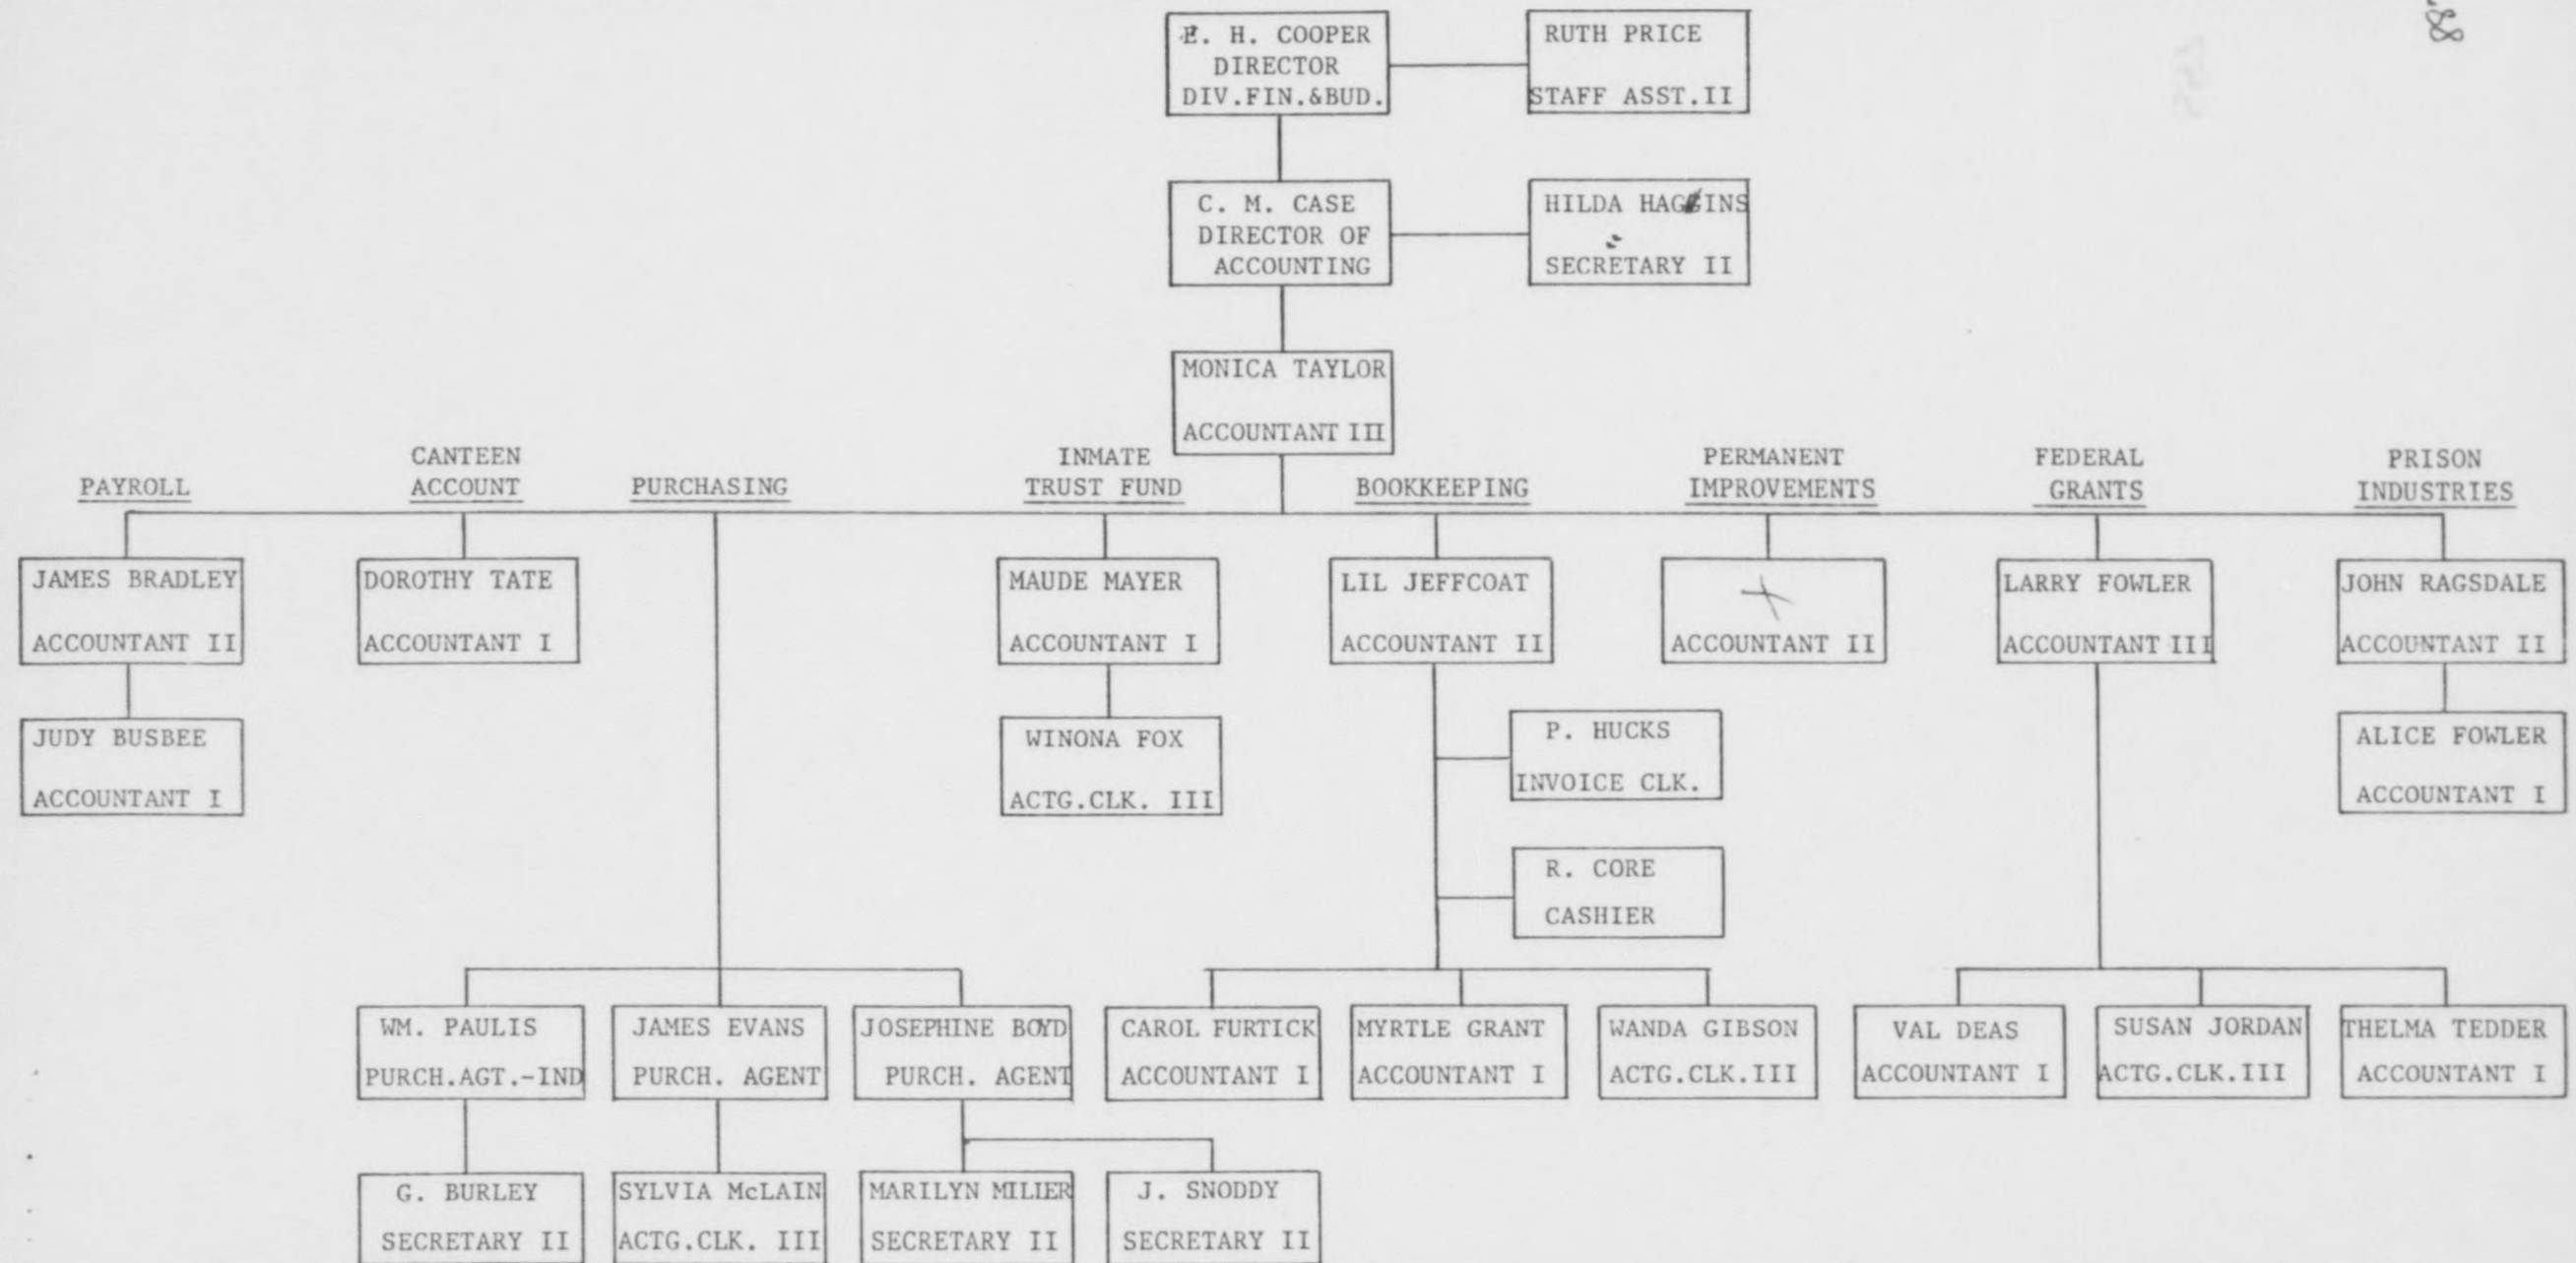 88
E. H. COOPER
DIRECTOR
DIV.FIN.&BUD.
RUTH PRICE
STAFF ASST.II
C. M. CASE
DIRECTOR OF
ACCOUNTING
HILDA HAGGINS
SECRETARY II
MONICA TAYLOR
ACCOUNTANT III
PAYROLL
CANTEEN
ACCOUNT
PURCHASING
INMATE
TRUST FUND
BOOKKEEPING
PERMANENT
IMPROVEMENTS
FEDERAL
GRANTS
PRISON
INDUSTRIES
JAMES BRADLEY
ACCOUNTANT II
DOROTHY TATE
ACCOUNTANT I
MAUDE MAYER
ACCOUNTANT I
LIL JEFFCOAT
ACCOUNTANT II
X
ACCOUNTANT II
LARRY FOWLER
ACCOUNTANT III
JOHN RAGSDALE
ACCOUNTANT II
JUDY BUSBEE
ACCOUNTANT I
WINONA FOX
ACTG.CLK. III
P. HUCKS
INVOICE CLK.
ALICE FOWLER
ACCOUNTANT I
R. CORE
CASHIER
WM. PAULIS
PURCH.AGT.-IND
JAMES EVANS
PURCH. AGENT
JOSEPHINE BOYD
PURCH. AGENT
CAROL FURTICK
ACCOUNTANT I
MYRTLE GRANT
ACCOUNTANT I
WANDA GIBSON
ACTG.CLK.III
VAL DEAS
ACCOUNTANT I
SUSAN JORDAN
ACTG.CLK.III
THELMA TEDDER
ACCOUNTANT I
G. BURLEY
SECRETARY II
SYLVIA McLAIN
ACTG.CLK. III
MARILYN MILLER
SECRETARY II
J. SNODDY
SECRETARY II